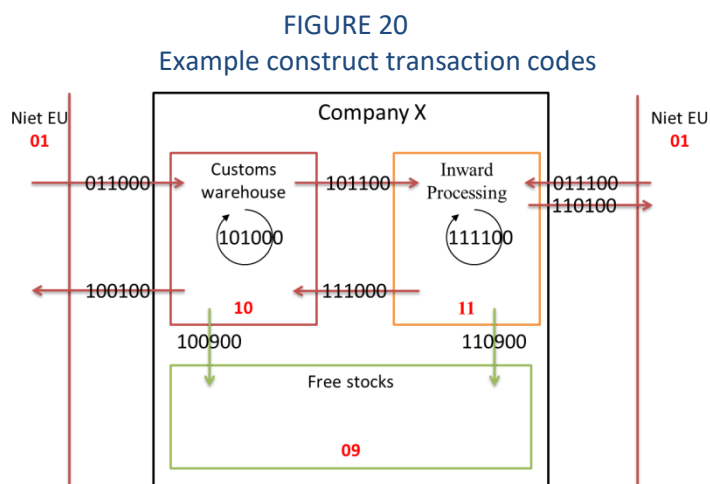 FIGURE 20
Example construct transaction codes
Company X
Niet EU
01
Niet EU
01
Customs
warehouse
Inward
Processing
011000
101100
011100
110100
101000
111100
100100
111000
10
11
100900
110900
Free stocks
09